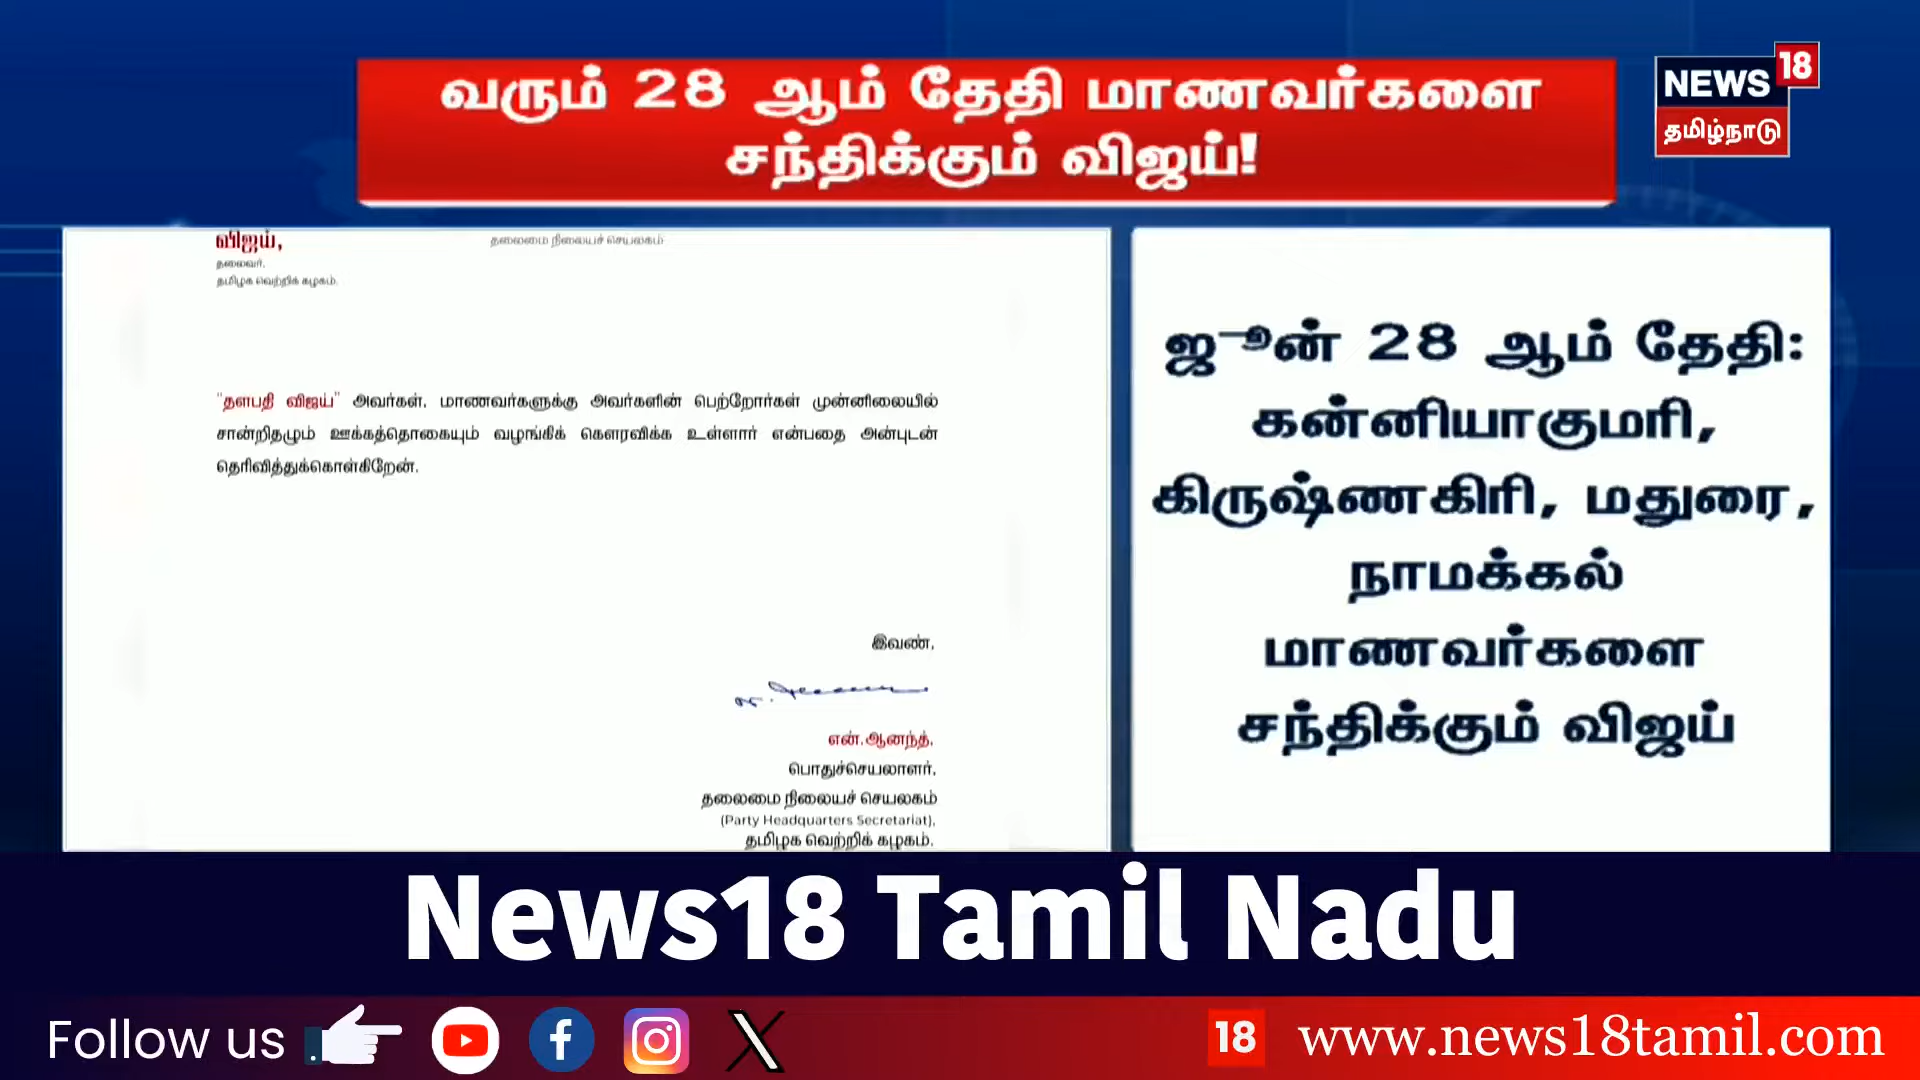 வரும் 28 ஆம் தேதி மாணவர்களை
சந்திக்கும் விஜய்!
NEWS 18
தமிழ்நாடு
விஜய்,
தலைமை நிலையச் செயலகம்
தலைவர்,
தமிழக வெற்றிக் கழகம்.
"தளபதி விஜய்" அவர்கள், மாணவர்களுக்கு அவர்களின் பெற்றோர்கள் முன்னிலையில்
சான்றிதழும் ஊக்கத்தொகையும் வழங்கிக் கௌரவிக்க உள்ளார் என்பதை அன்புடன்
தெரிவித்துக்கொள்கிறேன்.
இவண்,
என்.ஆனந்த்,
பொதுச்செயலாளர்,
தலைமை நிலையச் செயலகம்
(Party Headquarters Secretariat),
தமிழக வெற்றிக் கழகம்.
ஜூன் 28 ஆம் தேதி:
கன்னியாகுமரி,
கிருஷ்ணகிரி, மதுரை,
நாமக்கல்
மாணவர்களை
சந்திக்கும் விஜய்
News18 Tamil Nadu
Follow us
18 www.news18tamil.com